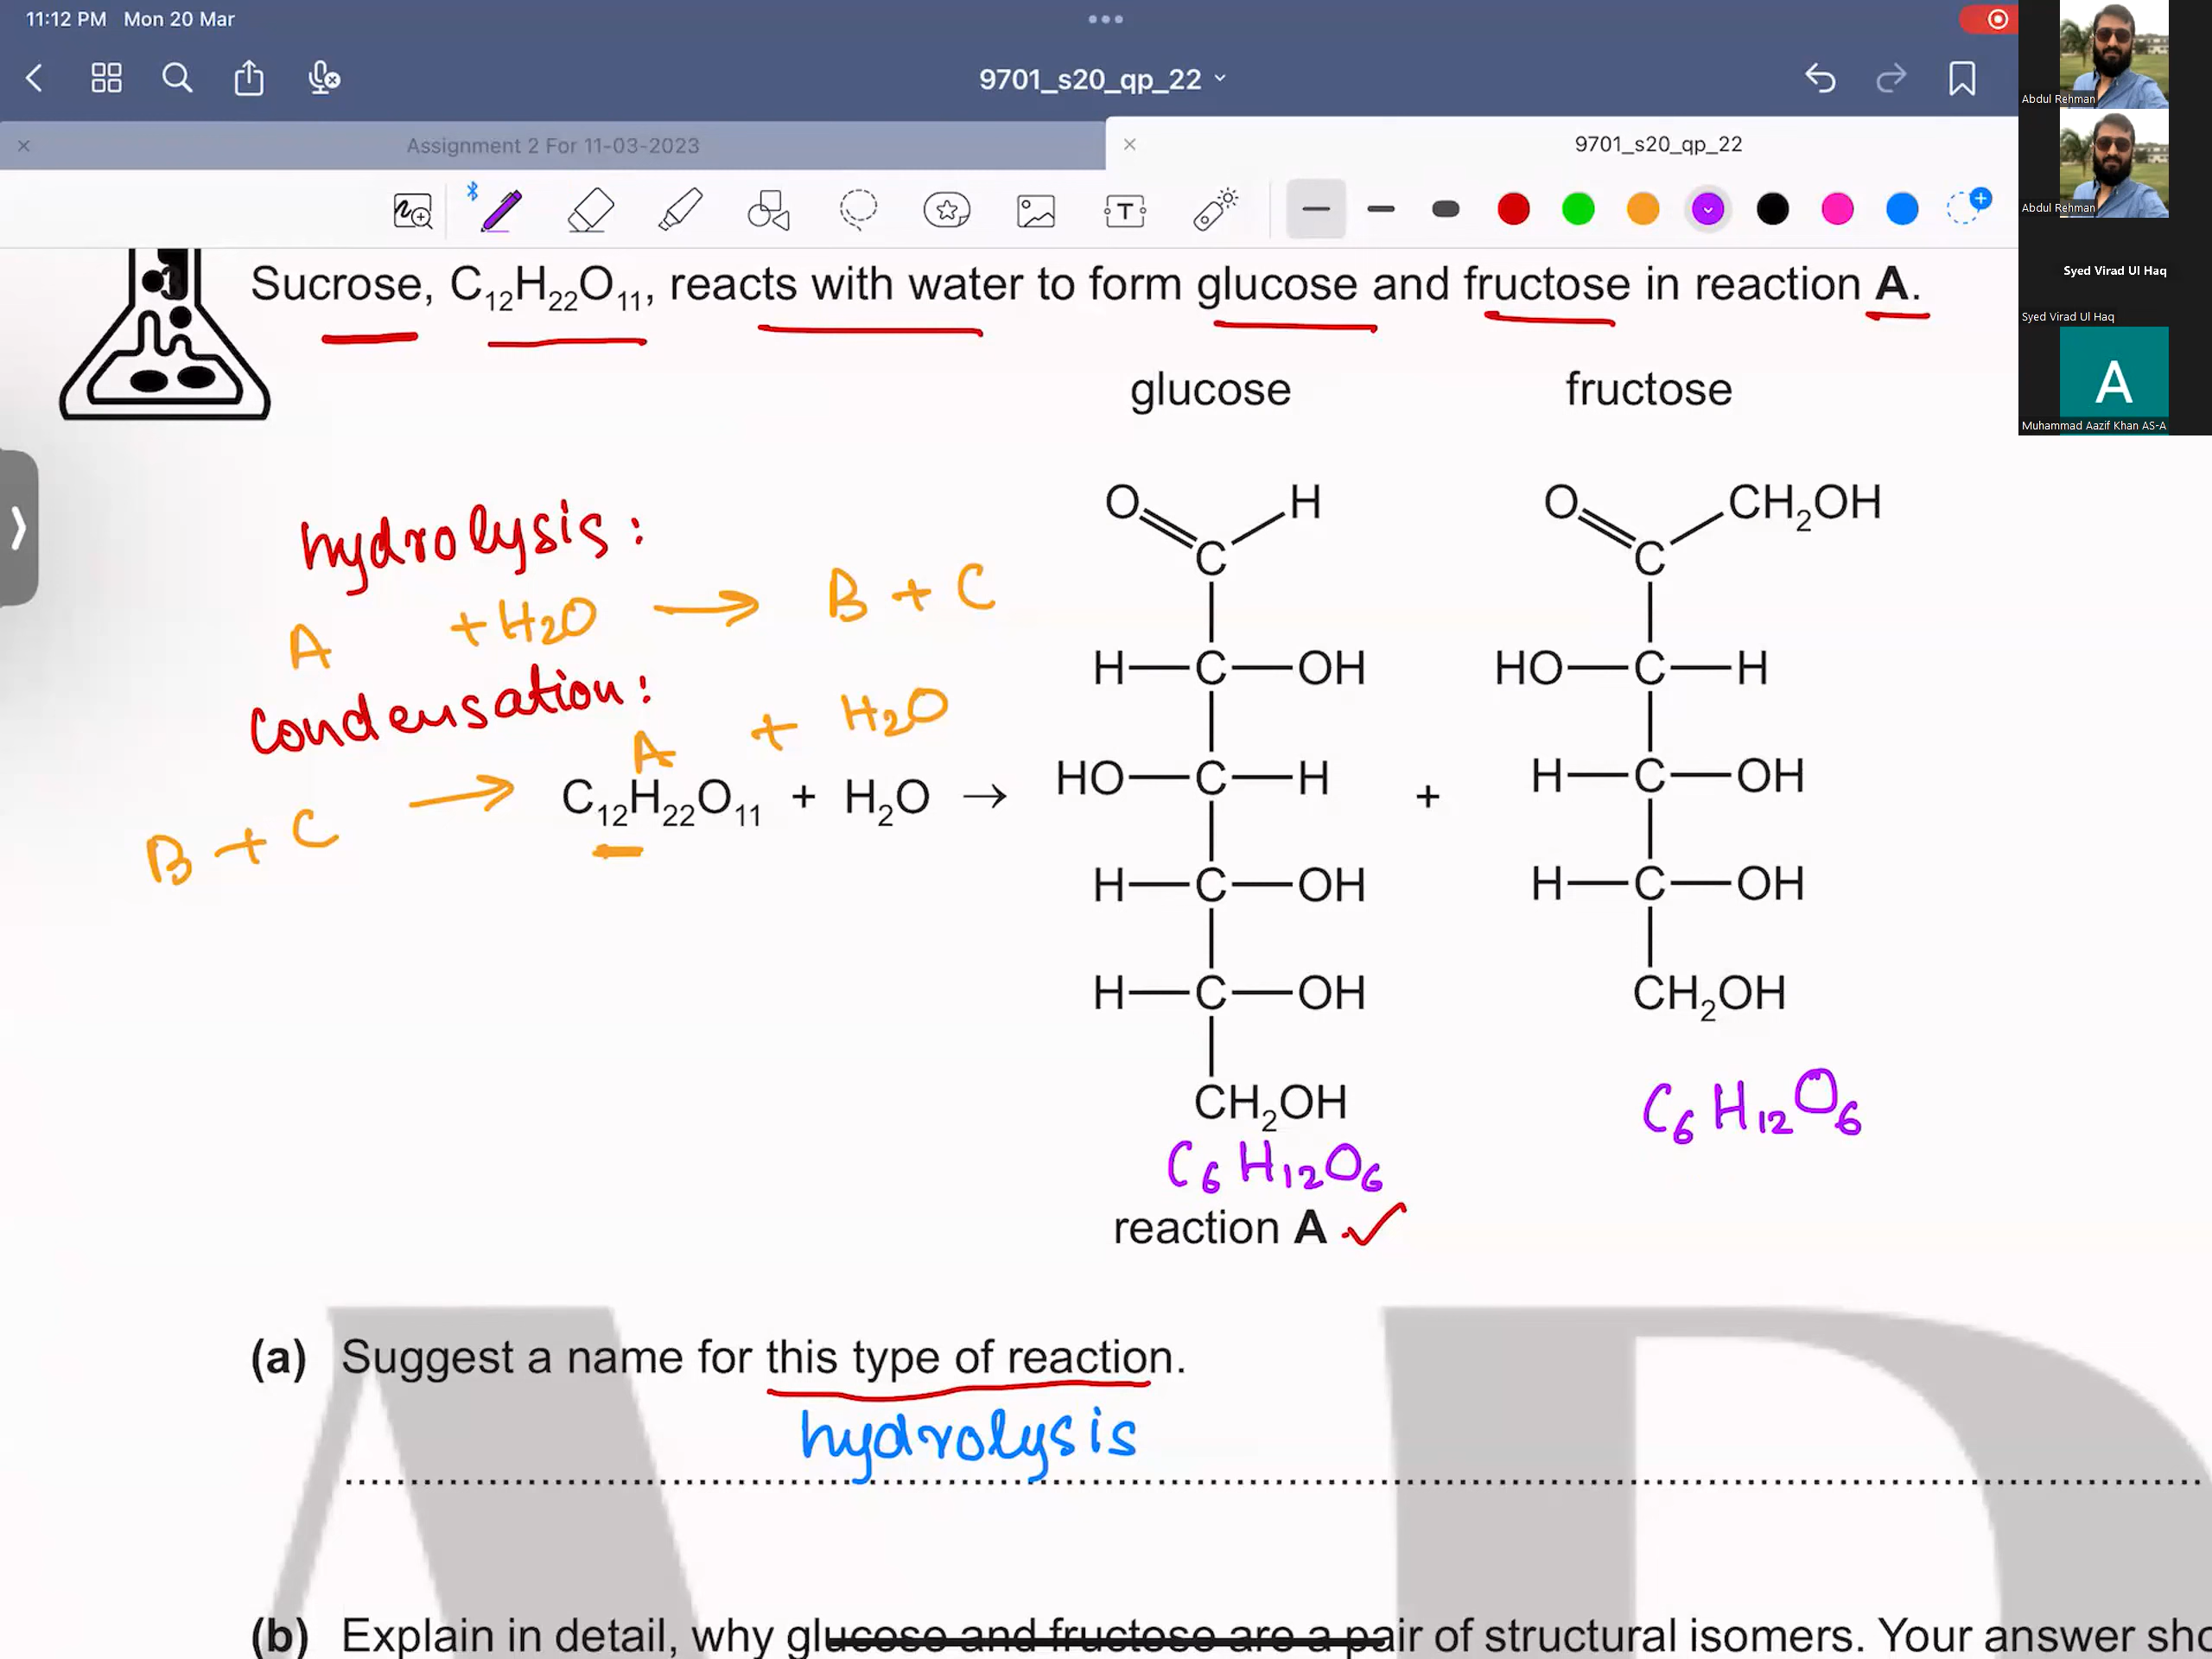 11:12 PM Mon 20 Mar
9701_s20_qp_22
Assignment 2 For 11-03-2023
9701_s20_qp_22
T
Abdul Rehman
Abdul Rehman
Syed Virad Ul Haq
Syed Virad Ul Haq
A
Muhammad Aazif Khan AS-A
3
Sucrose, C12H22O11, reacts with water to form glucose and fructose in reaction A.
glucose fructose
hydrolysis:
A + H2O → B + C
Condensation:
B + C → A + H2O
C12H22O11 + H2O →
O H
C
H—C—OH
HO—C—H
H—C—OH
H—C—OH
CH2OH
C6H12O6
+
O CH2OH
C
HO—C—H
H—C—OH
H—C—OH
CH2OH
C6H12O6
reaction A ✓
(a) Suggest a name for this type of reaction.
hydrolysis
(b) Explain in detail, why glucose and fructose are a pair of structural isomers. Your answer sho